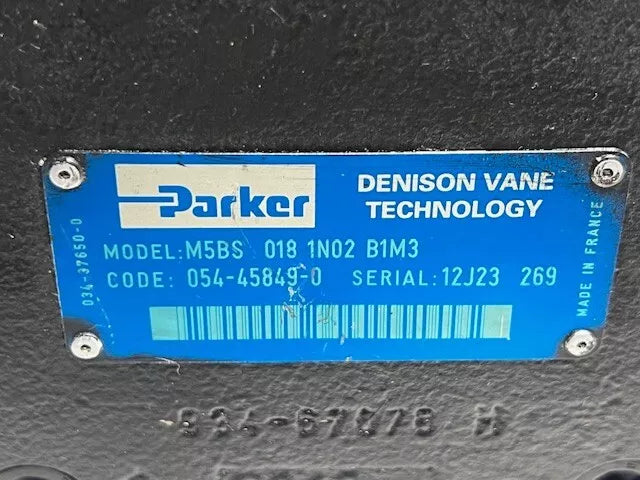 Parker
DENISON VANE
TECHNOLOGY
MODEL:M5BS 018 1N02 B1M3
CODE: 054-45849-0 SERIAL:12J23 269
034-97650-0
MADE IN FRANCE